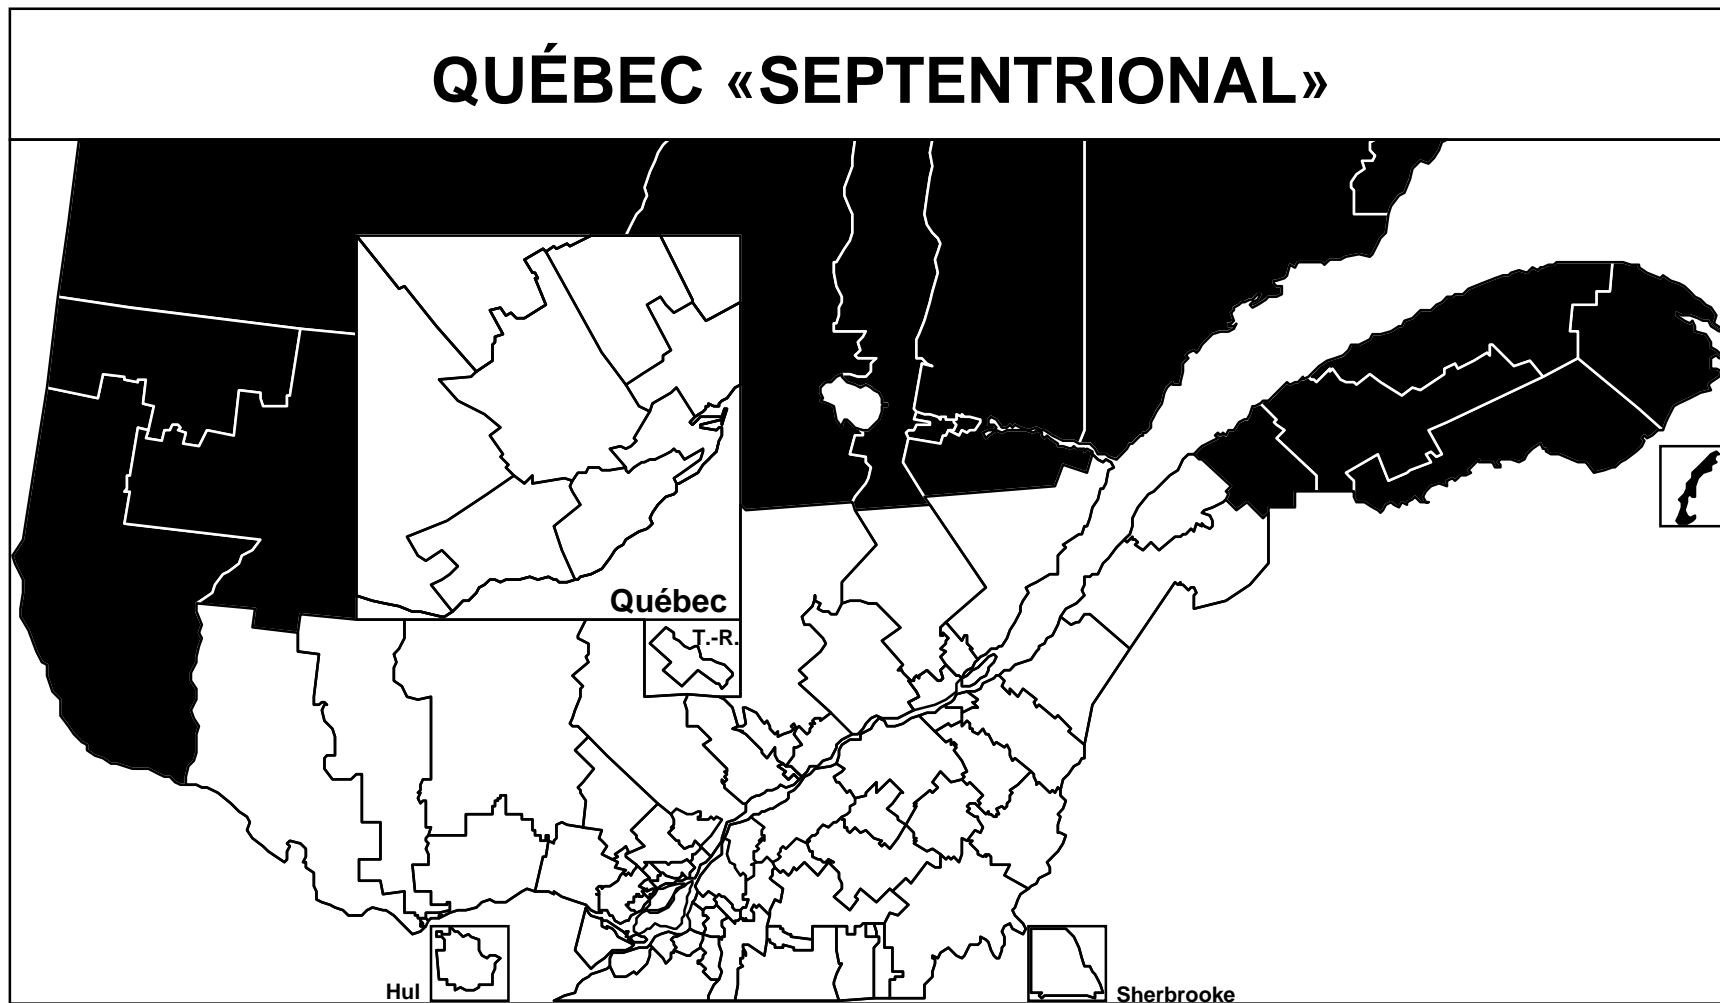 QUÉBEC «SEPTENTRIONAL»
Québec
T.-R.
Hul
Sherbrooke